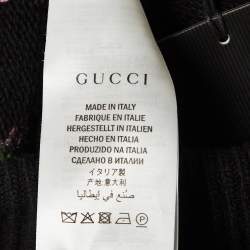 GUCCI
MADE IN ITALY
FABRIQUE EN ITALIE
HERGESTELLT IN ITALIEN
HECHO EN ITALIA
PRODUZIDO NA ITALIA
СДЕЛАНО В ИТАЛИИ
イタリア製
产地:意大利
صُنع في إيطاليا